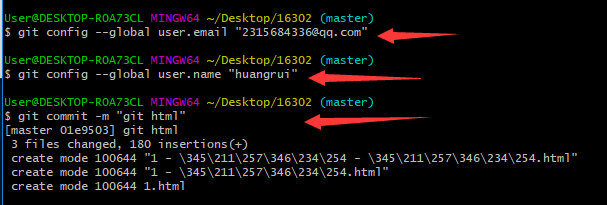 User@DESKTOP-ROA73CL MINGW64 ~/Desktop/16302 (master)
$ git config --global user.email "2315684336@qq.com"
User@DESKTOP-ROA73CL MINGW64 ~/Desktop/16302 (master)
$ git config --global user.name "huangrui"
User@DESKTOP-ROA73CL MINGW64 ~/Desktop/16302 (master)
$ git commit -m "git html"
[master 01e9503] git html
3 files changed, 180 insertions(+)
create mode 100644 "1 - \345\211\257\346\234\254 - \345\211\257\346\234\254.html"
create mode 100644 "1 - \345\211\257\346\234\254.html"
create mode 100644 1.html